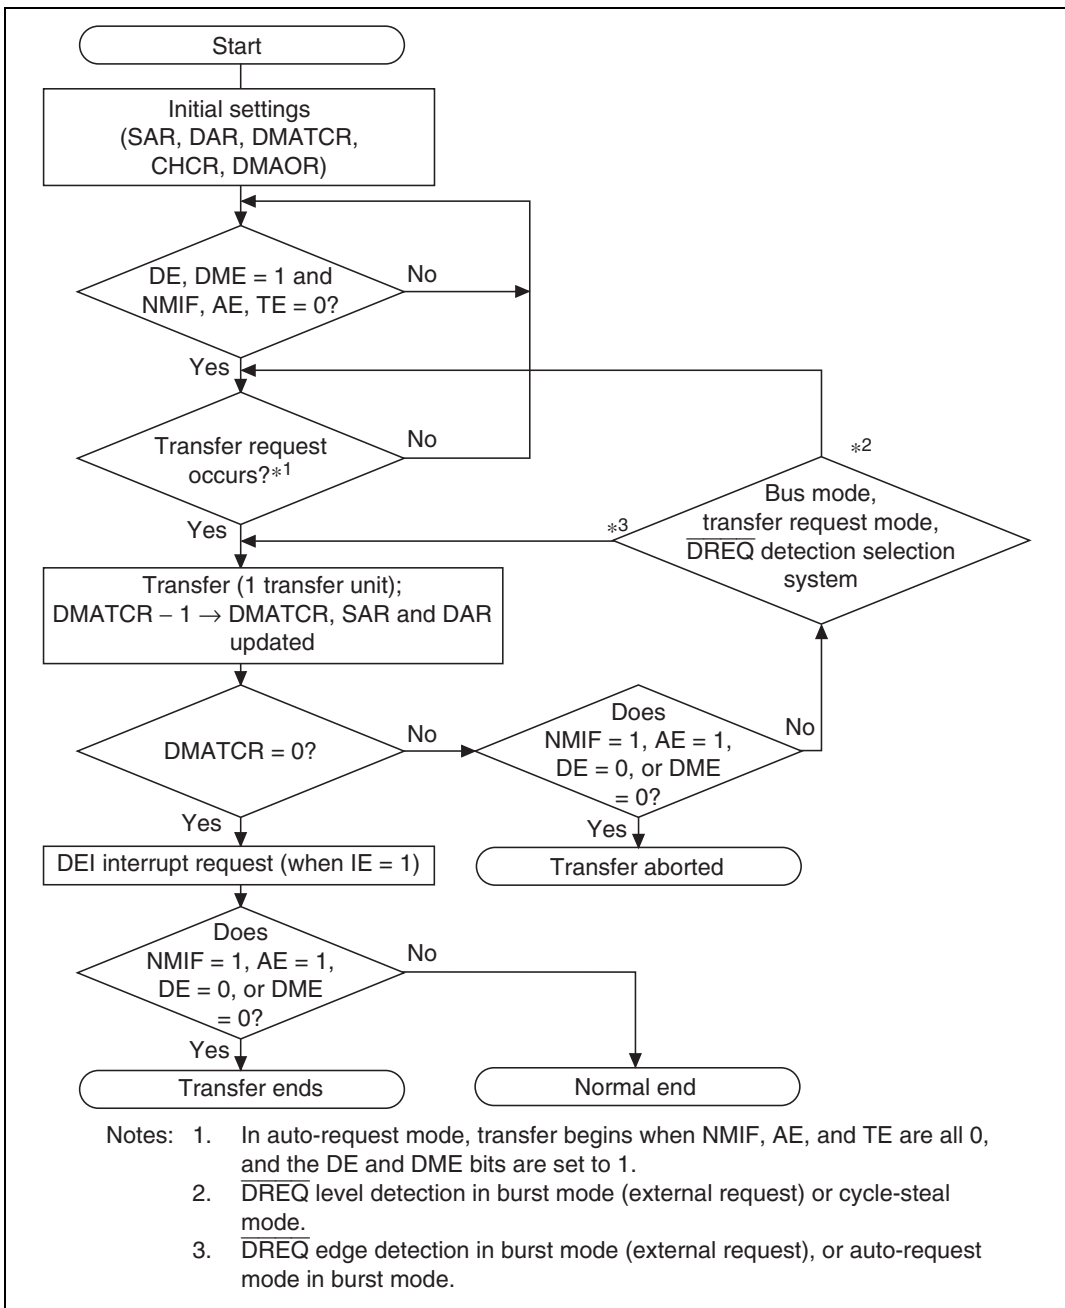 Start
Initial settings
(SAR, DAR, DMATCR,
CHCR, DMAOR)
DE, DME = 1 and
NMIF, AE, TE = 0?
No
Yes
Transfer request
occurs?*1
No
Yes
*2
Bus mode,
transfer request mode,
DREQ detection selection
system
*3
Transfer (1 transfer unit);
DMATCR – 1 → DMATCR, SAR and DAR
updated
DMATCR = 0?
No
Yes
Does
NMIF = 1, AE = 1,
DE = 0, or DME
= 0?
No
Yes
Transfer aborted
DEI interrupt request (when IE = 1)
Does
NMIF = 1, AE = 1,
DE = 0, or DME
= 0?
No
Yes
Transfer ends
Normal end
Notes: 1. In auto-request mode, transfer begins when NMIF, AE, and TE are all 0,
and the DE and DME bits are set to 1.
2. DREQ level detection in burst mode (external request) or cycle-steal
mode.
3. DREQ edge detection in burst mode (external request), or auto-request
mode in burst mode.